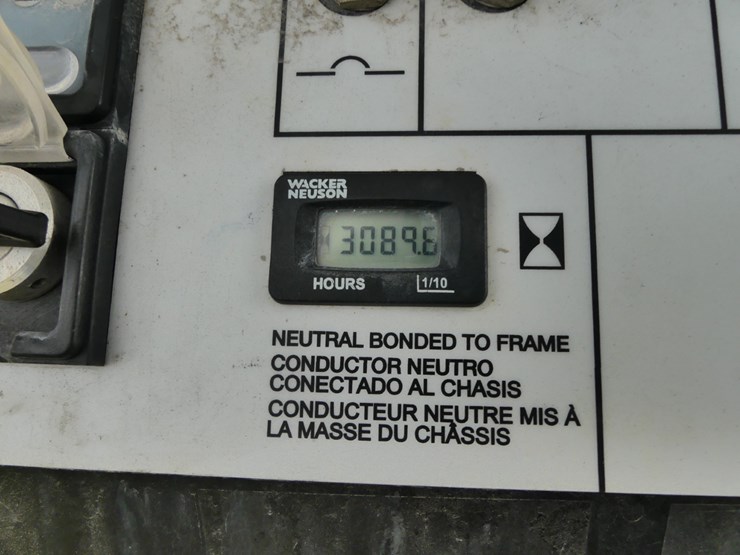 WACKER
NEUSON
3089.6
HOURS
1/10
NEUTRAL BONDED TO FRAME
CONDUCTOR NEUTRO
CONECTADO AL CHASIS
CONDUCTEUR NEUTRE MIS À
LA MASSE DU CHÂSSIS